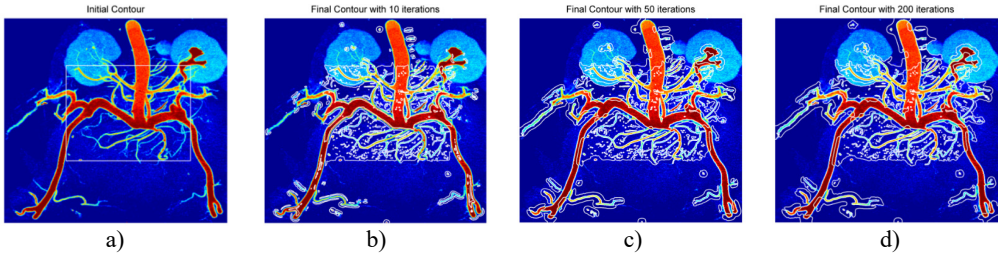 Initial Contour
Final Contour with 10 iterations
Final Contour with 50 iterations
Final Contour with 200 iterations
a)
b)
c)
d)